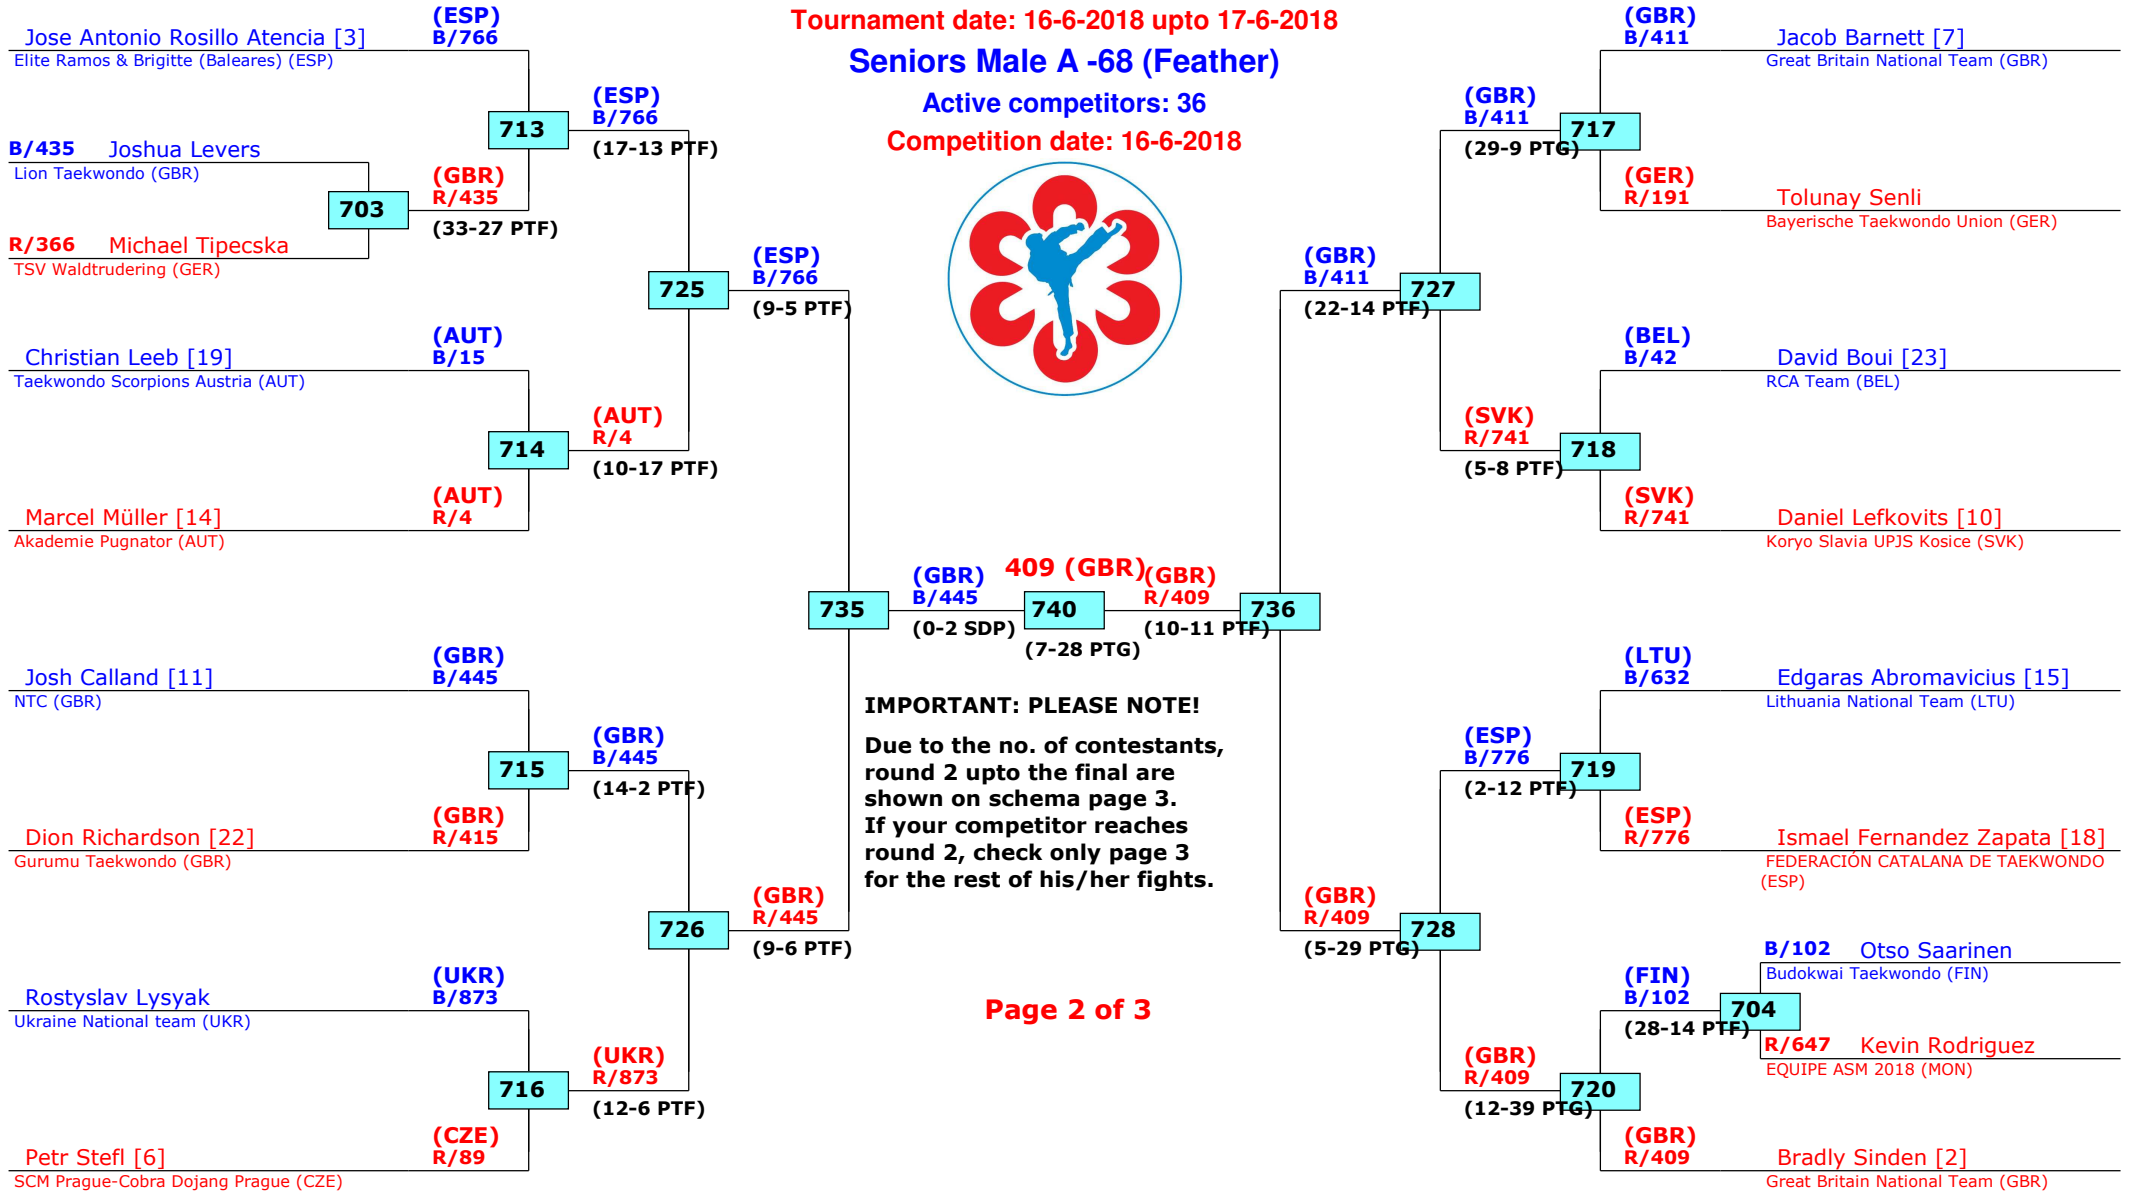 Tournament date: 16-6-2018 upto 17-6-2018
Seniors Male A -68 (Feather)
Active competitors: 36
Competition date: 16-6-2018
(ESP)
Jose Antonio Rosillo Atencia [3] B/766
Elite Ramos & Brigitte (Baleares) (ESP)
713
(ESP)
B/766
(17-13 PTF)
B/435 Joshua Levers
Lion Taekwondo (GBR)
703
(GBR)
R/435
(33-27 PTF)
R/366 Michael Tipecska
TSV Waldtrudering (GER)
725
(ESP)
B/766
(9-5 PTF)
(AUT)
Christian Leeb [19] B/15
Taekwondo Scorpions Austria (AUT)
714
(AUT)
R/4
(10-17 PTF)
(AUT)
Marcel Müller [14] R/4
Akademie Pugnator (AUT)
735
(GBR)
B/445
(0-2 SDP)
409 (GBR)
740
(7-28 PTG)
(GBR)
R/409
(10-11 PTF)
736
(GBR)
Josh Calland [11] B/445
NTC (GBR)
715
(GBR)
B/445
(14-2 PTF)
(GBR)
Dion Richardson [22] R/415
Gurumu Taekwondo (GBR)
726
(GBR)
R/445
(9-6 PTF)
(UKR)
Rostyslav Lysyak B/873
Ukraine National team (UKR)
716
(UKR)
R/873
(12-6 PTF)
(CZE)
Petr Stefl [6] R/89
SCM Prague-Cobra Dojang Prague (CZE)
IMPORTANT: PLEASE NOTE!
Due to the no. of contestants,
round 2 upto the final are
shown on schema page 3.
If your competitor reaches
round 2, check only page 3
for the rest of his/her fights.
Page 2 of 3
(GBR)
B/411 Jacob Barnett [7]
Great Britain National Team (GBR)
(GBR)
B/411
(29-9 PTG)
717
(GER)
R/191 Tolunay Senli
Bayerische Taekwondo Union (GER)
(GBR)
B/411
(22-14 PTF)
727
(BEL)
B/42 David Boui [23]
RCA Team (BEL)
(SVK)
R/741
(5-8 PTF)
718
(SVK)
R/741 Daniel Lefkovits [10]
Koryo Slavia UPJS Kosice (SVK)
(LTU)
B/632 Edgaras Abromavicius [15]
Lithuania National Team (LTU)
(ESP)
B/776
(2-12 PTF)
719
(ESP)
R/776 Ismael Fernandez Zapata [18]
FEDERACIÓN CATALANA DE TAEKWONDO
(ESP)
(GBR)
R/409
(5-29 PTG)
728
B/102 Otso Saarinen
Budokwai Taekwondo (FIN)
(FIN)
B/102
(28-14 PTF)
704
R/647 Kevin Rodriguez
EQUIPE ASM 2018 (MON)
(GBR)
R/409
(12-39 PTG)
720
(GBR)
R/409 Bradly Sinden [2]
Great Britain National Team (GBR)